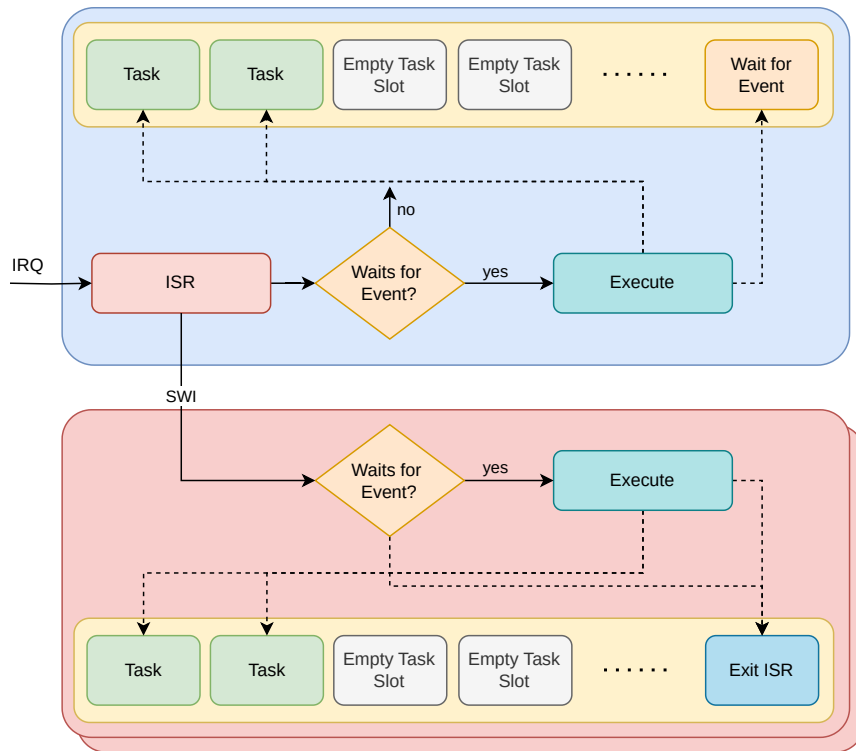 Task
Task
Empty Task
Slot
Empty Task
Slot
······
Wait for
Event
no
IRQ
ISR
Waits for
Event?
yes
Execute
SWI
Waits for
Event?
yes
Execute
Task
Task
Empty Task
Slot
Empty Task
Slot
······
Exit ISR